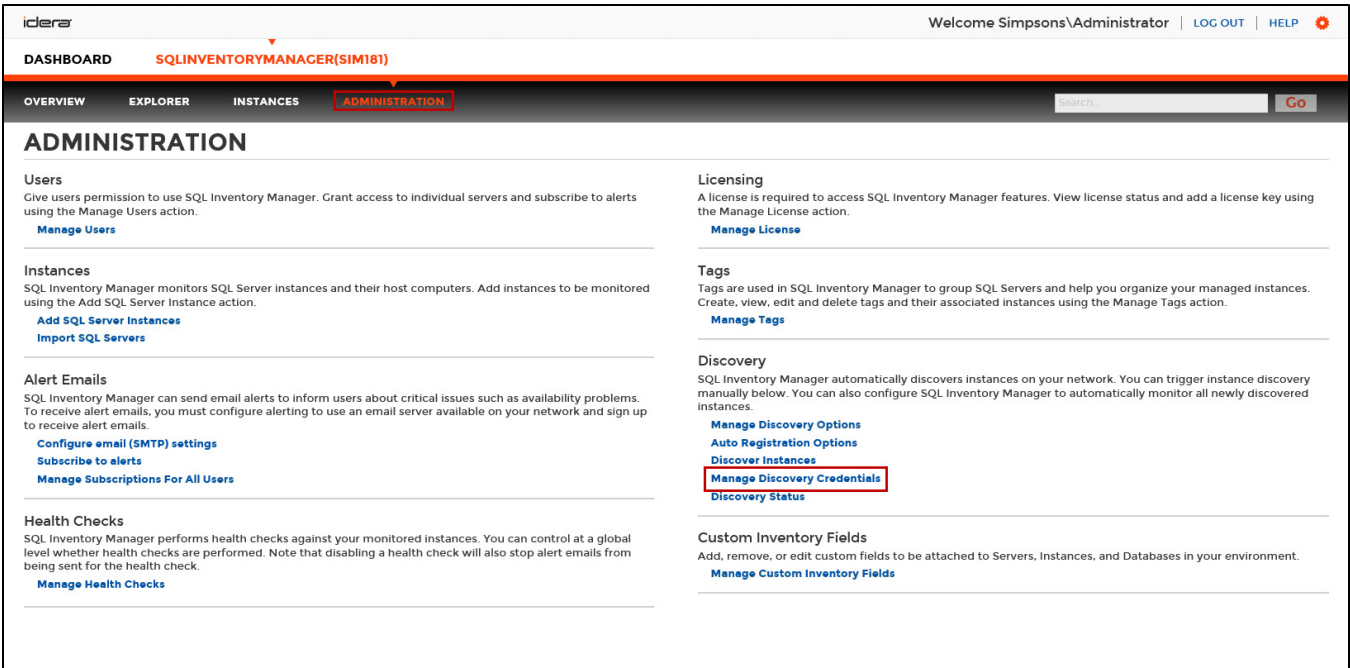 idera
Welcome Simpsons\Administrator | LOG OUT | HELP
DASHBOARD SQLINVENTORYMANAGER(SIM181)
OVERVIEW EXPLORER INSTANCES ADMINISTRATION Search... Go
ADMINISTRATION
Users
Give users permission to use SQL Inventory Manager. Grant access to individual servers and subscribe to alerts
using the Manage Users action.
Manage Users
Instances
SQL Inventory Manager monitors SQL Server instances and their host computers. Add instances to be monitored
using the Add SQL Server Instance action.
Add SQL Server Instances
Import SQL Servers
Alert Emails
SQL Inventory Manager can send email alerts to inform users about critical issues such as availability problems.
To receive alert emails, you must configure alerting to use an email server available on your network and sign up
to receive alert emails.
Configure email (SMTP) settings
Subscribe to alerts
Manage Subscriptions For All Users
Health Checks
SQL Inventory Manager performs health checks against your monitored instances. You can control at a global
level whether health checks are performed. Note that disabling a health check will also stop alert emails from
being sent for the health check.
Manage Health Checks
Licensing
A license is required to access SQL Inventory Manager features. View license status and add a license key using
the Manage License action.
Manage License
Tags
Tags are used in SQL Inventory Manager to group SQL Servers and help you organize your managed instances.
Create, view, edit and delete tags and their associated instances using the Manage Tags action.
Manage Tags
Discovery
SQL Inventory Manager automatically discovers instances on your network. You can trigger instance discovery
manually below. You can also configure SQL Inventory Manager to automatically monitor all newly discovered
instances.
Manage Discovery Options
Auto Registration Options
Discover Instances
Manage Discovery Credentials
Discovery Status
Custom Inventory Fields
Add, remove, or edit custom fields to be attached to Servers, Instances, and Databases in your environment.
Manage Custom Inventory Fields